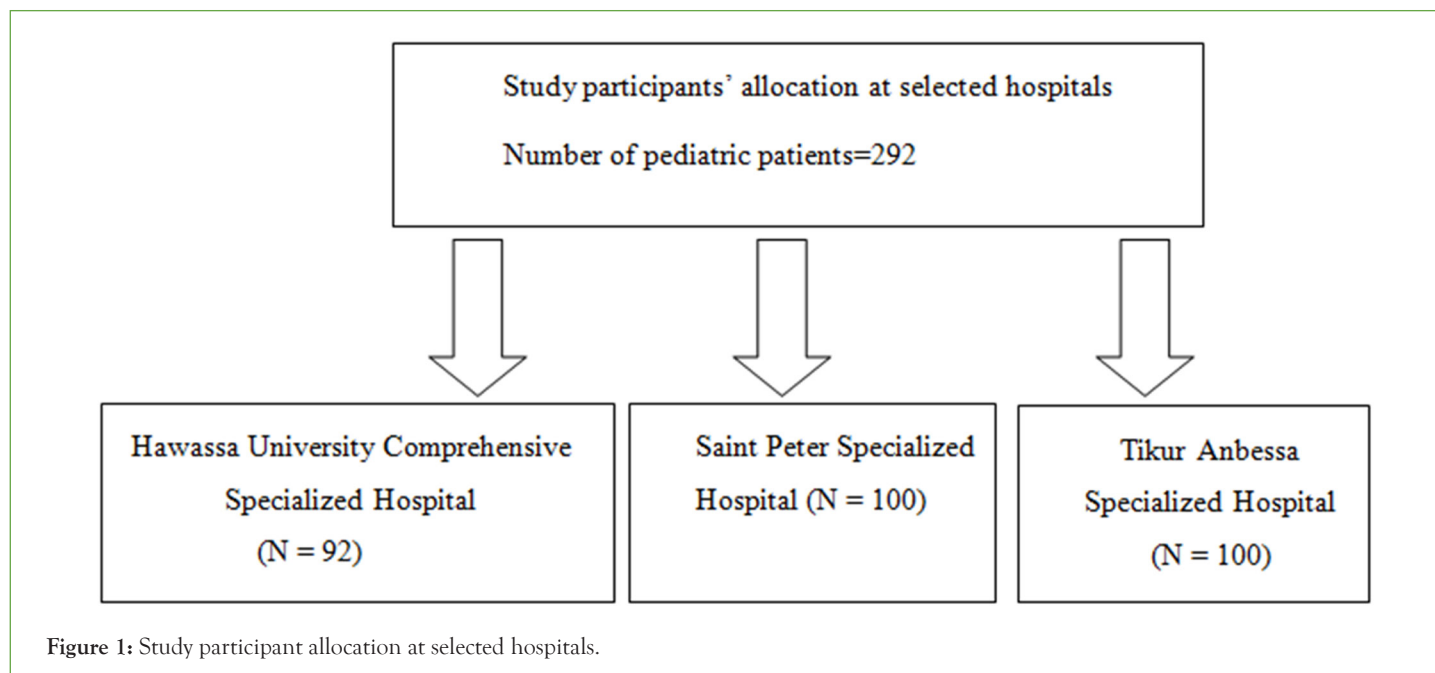 Study participants’ allocation at selected hospitals
Number of pediatric patients=292
Hawassa University Comprehensive
Specialized Hospital
(N = 92)
Saint Peter Specialized
Hospital (N = 100)
Tikur Anbessa
Specialized Hospital
(N = 100)
Figure 1: Study participant allocation at selected hospitals.